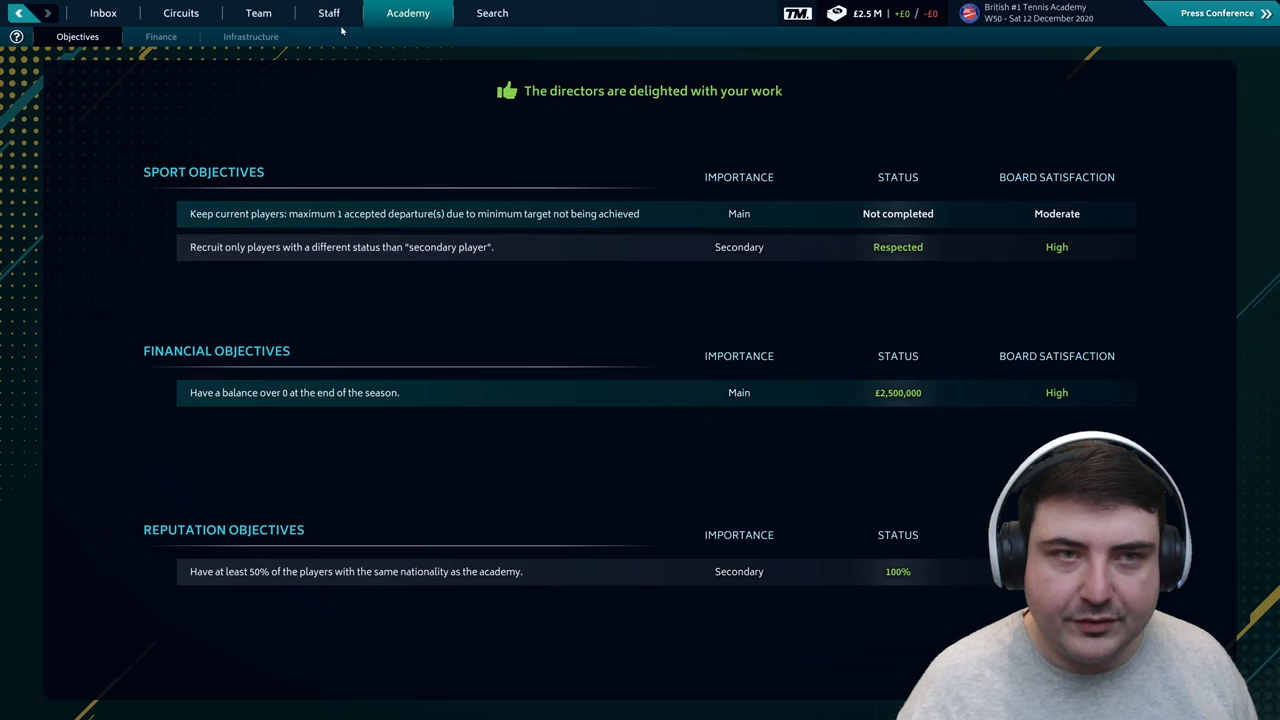 Inbox
Circuits
Team
Staff
Academy
Search
TM.
£2.5 M | +£0 / -£0
British #1 Tennis Academy
W50 - Sat 12 December 2020
Press Conference
?
Objectives
Finance
Infrastructure
The directors are delighted with your work
SPORT OBJECTIVES
IMPORTANCE
STATUS
BOARD SATISFACTION
Keep current players: maximum 1 accepted departure(s) due to minimum target not being achieved
Main
Not completed
Moderate
Recruit only players with a different status than "secondary player".
Secondary
Respected
High
FINANCIAL OBJECTIVES
IMPORTANCE
STATUS
BOARD SATISFACTION
Have a balance over 0 at the end of the season.
Main
£2,500,000
High
REPUTATION OBJECTIVES
IMPORTANCE
STATUS
Have at least 50% of the players with the same nationality as the academy.
Secondary
100%